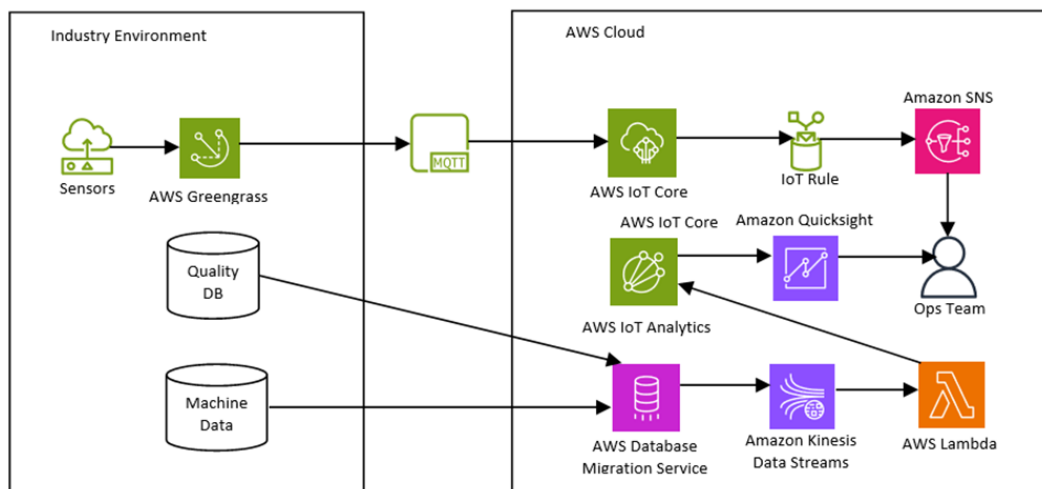 Industry Environment
AWS Cloud
Amazon SNS
MQTT
Sensors
AWS Greengrass
AWS IoT Core
IoT Rule
AWS IoT Core
Amazon Quicksight
Quality
DB
AWS IoT Analytics
Ops Team
Machine
Data
AWS Database
Migration Service
Amazon Kinesis
Data Streams
AWS Lambda